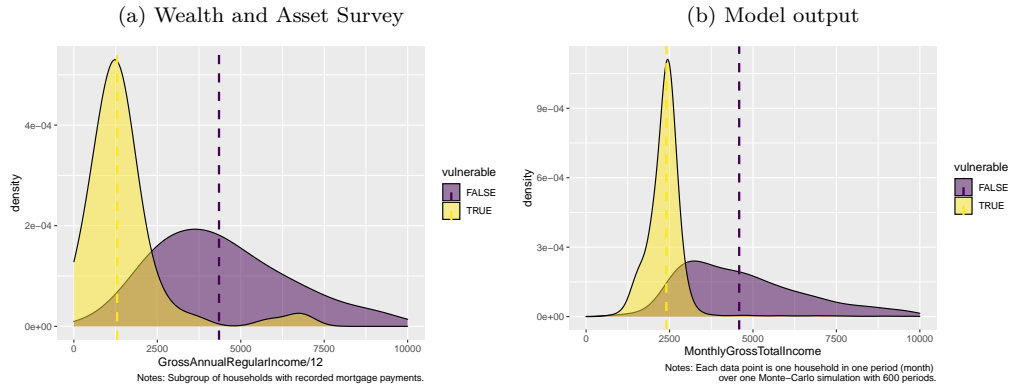 (a) Wealth and Asset Survey
density
4e−04
2e−04
0e+00
0
2500
5000
7500
10000
GrossAnnualRegularIncome/12
Notes: Subgroup of households with recorded mortgage payments.
vulnerable
FALSE
TRUE
(b) Model output
density
9e−04
6e−04
3e−04
0e+00
0
2500
5000
7500
10000
MonthlyGrossTotalIncome
Notes: Each data point is one household in one period (month)
over one Monte−Carlo simulation with 600 periods.
vulnerable
FALSE
TRUE